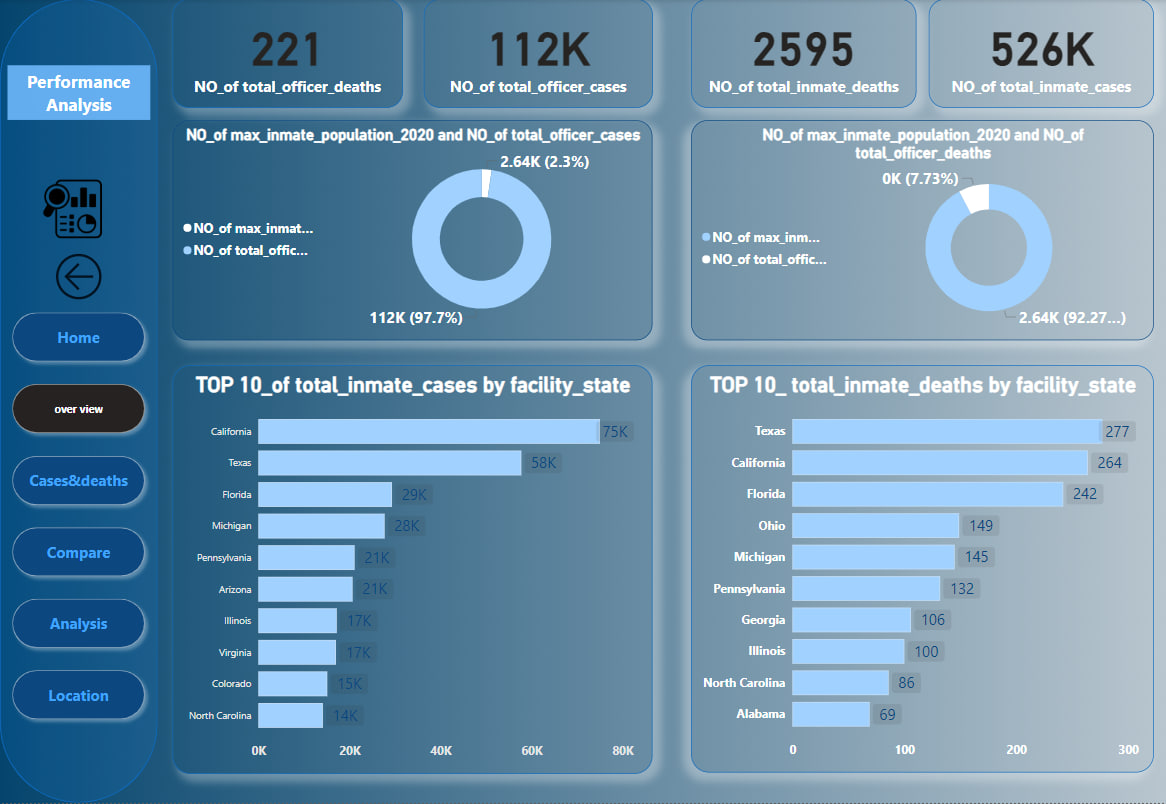 Performance
Analysis
Home
over view
Cases&deaths
Compare
Analysis
Location
221
NO_of total_officer_deaths
112K
NO_of total_officer_cases
2595
NO_of total_inmate_deaths
526K
NO_of total_inmate_cases
NO_of max_inmate_population_2020 and NO_of total_officer_cases
2.64K (2.3%)
NO_of max_inmat...
NO_of total_offic...
112K (97.7%)
NO_of max_inmate_population_2020 and NO_of
total_officer_deaths
0K (7.73%)
NO_of max_inm...
NO_of total_offic...
2.64K (92.27...)
TOP 10_of total_inmate_cases by facility_state
California 75K
Texas 58K
Florida 29K
Michigan 28K
Pennsylvania 21K
Arizona 21K
Illinois 17K
Virginia 17K
Colorado 15K
North Carolina 14K
0K 20K 40K 60K 80K
TOP 10_ total_inmate_deaths by facility_state
Texas 277
California 264
Florida 242
Ohio 149
Michigan 145
Pennsylvania 132
Georgia 106
Illinois 100
North Carolina 86
Alabama 69
0 100 200 300